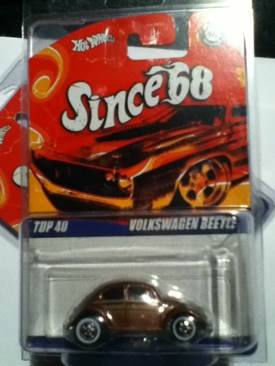 Hot Wheels
Since 68
TOP 40
VOLKSWAGEN BEETLE